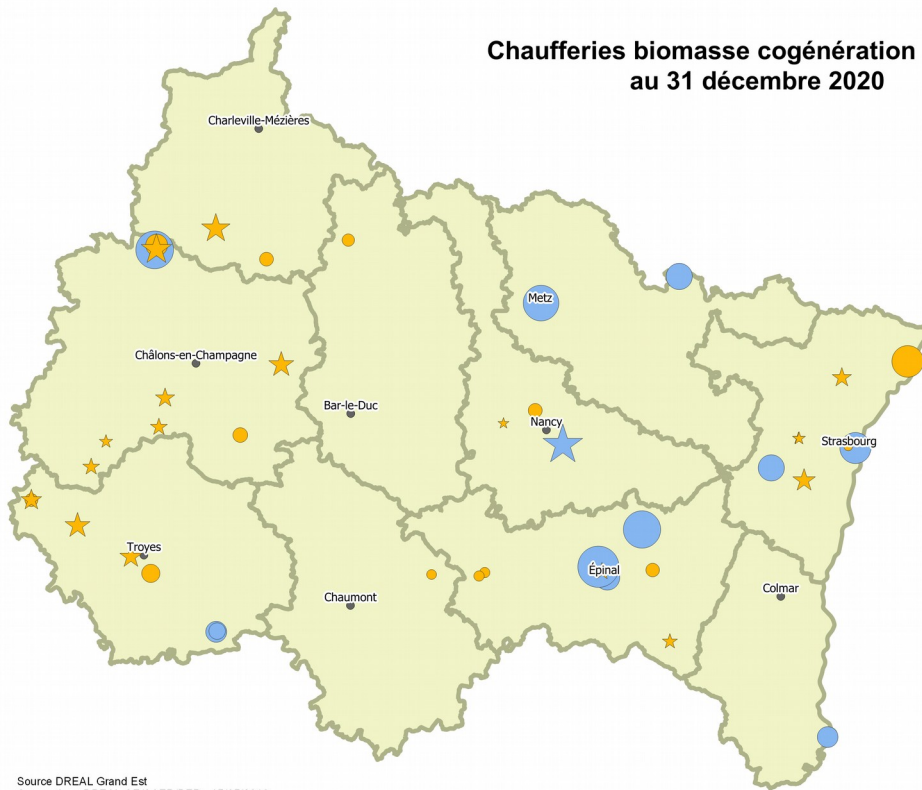 Chaufferies biomasse cogénération
au 31 décembre 2020
Charleville-Mézières
Metz
Châlons-en-Champagne
Bar-le-Duc
Nancy
Strasbourg
Troyes
Épinal
Chaumont
Colmar
Source DREAL Grand Est